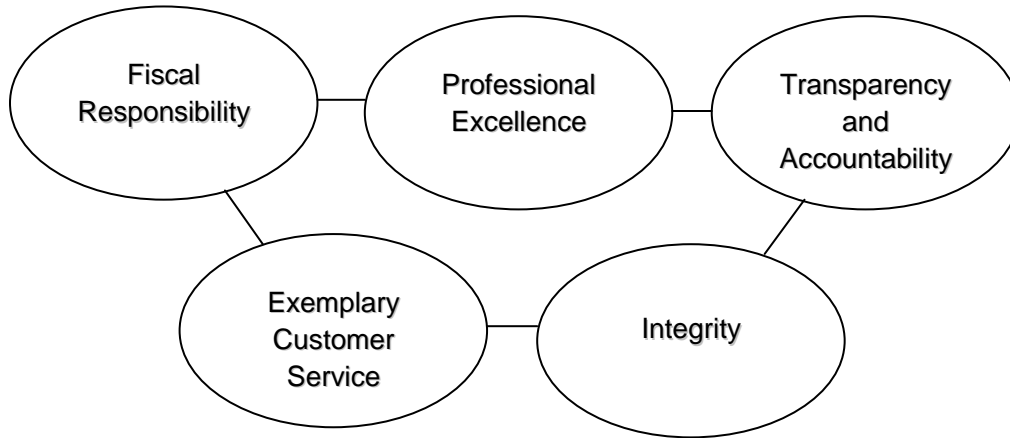 Fiscal
Responsibility
Professional
Excellence
Transparency
and
Accountability
Exemplary
Customer
Service
Integrity